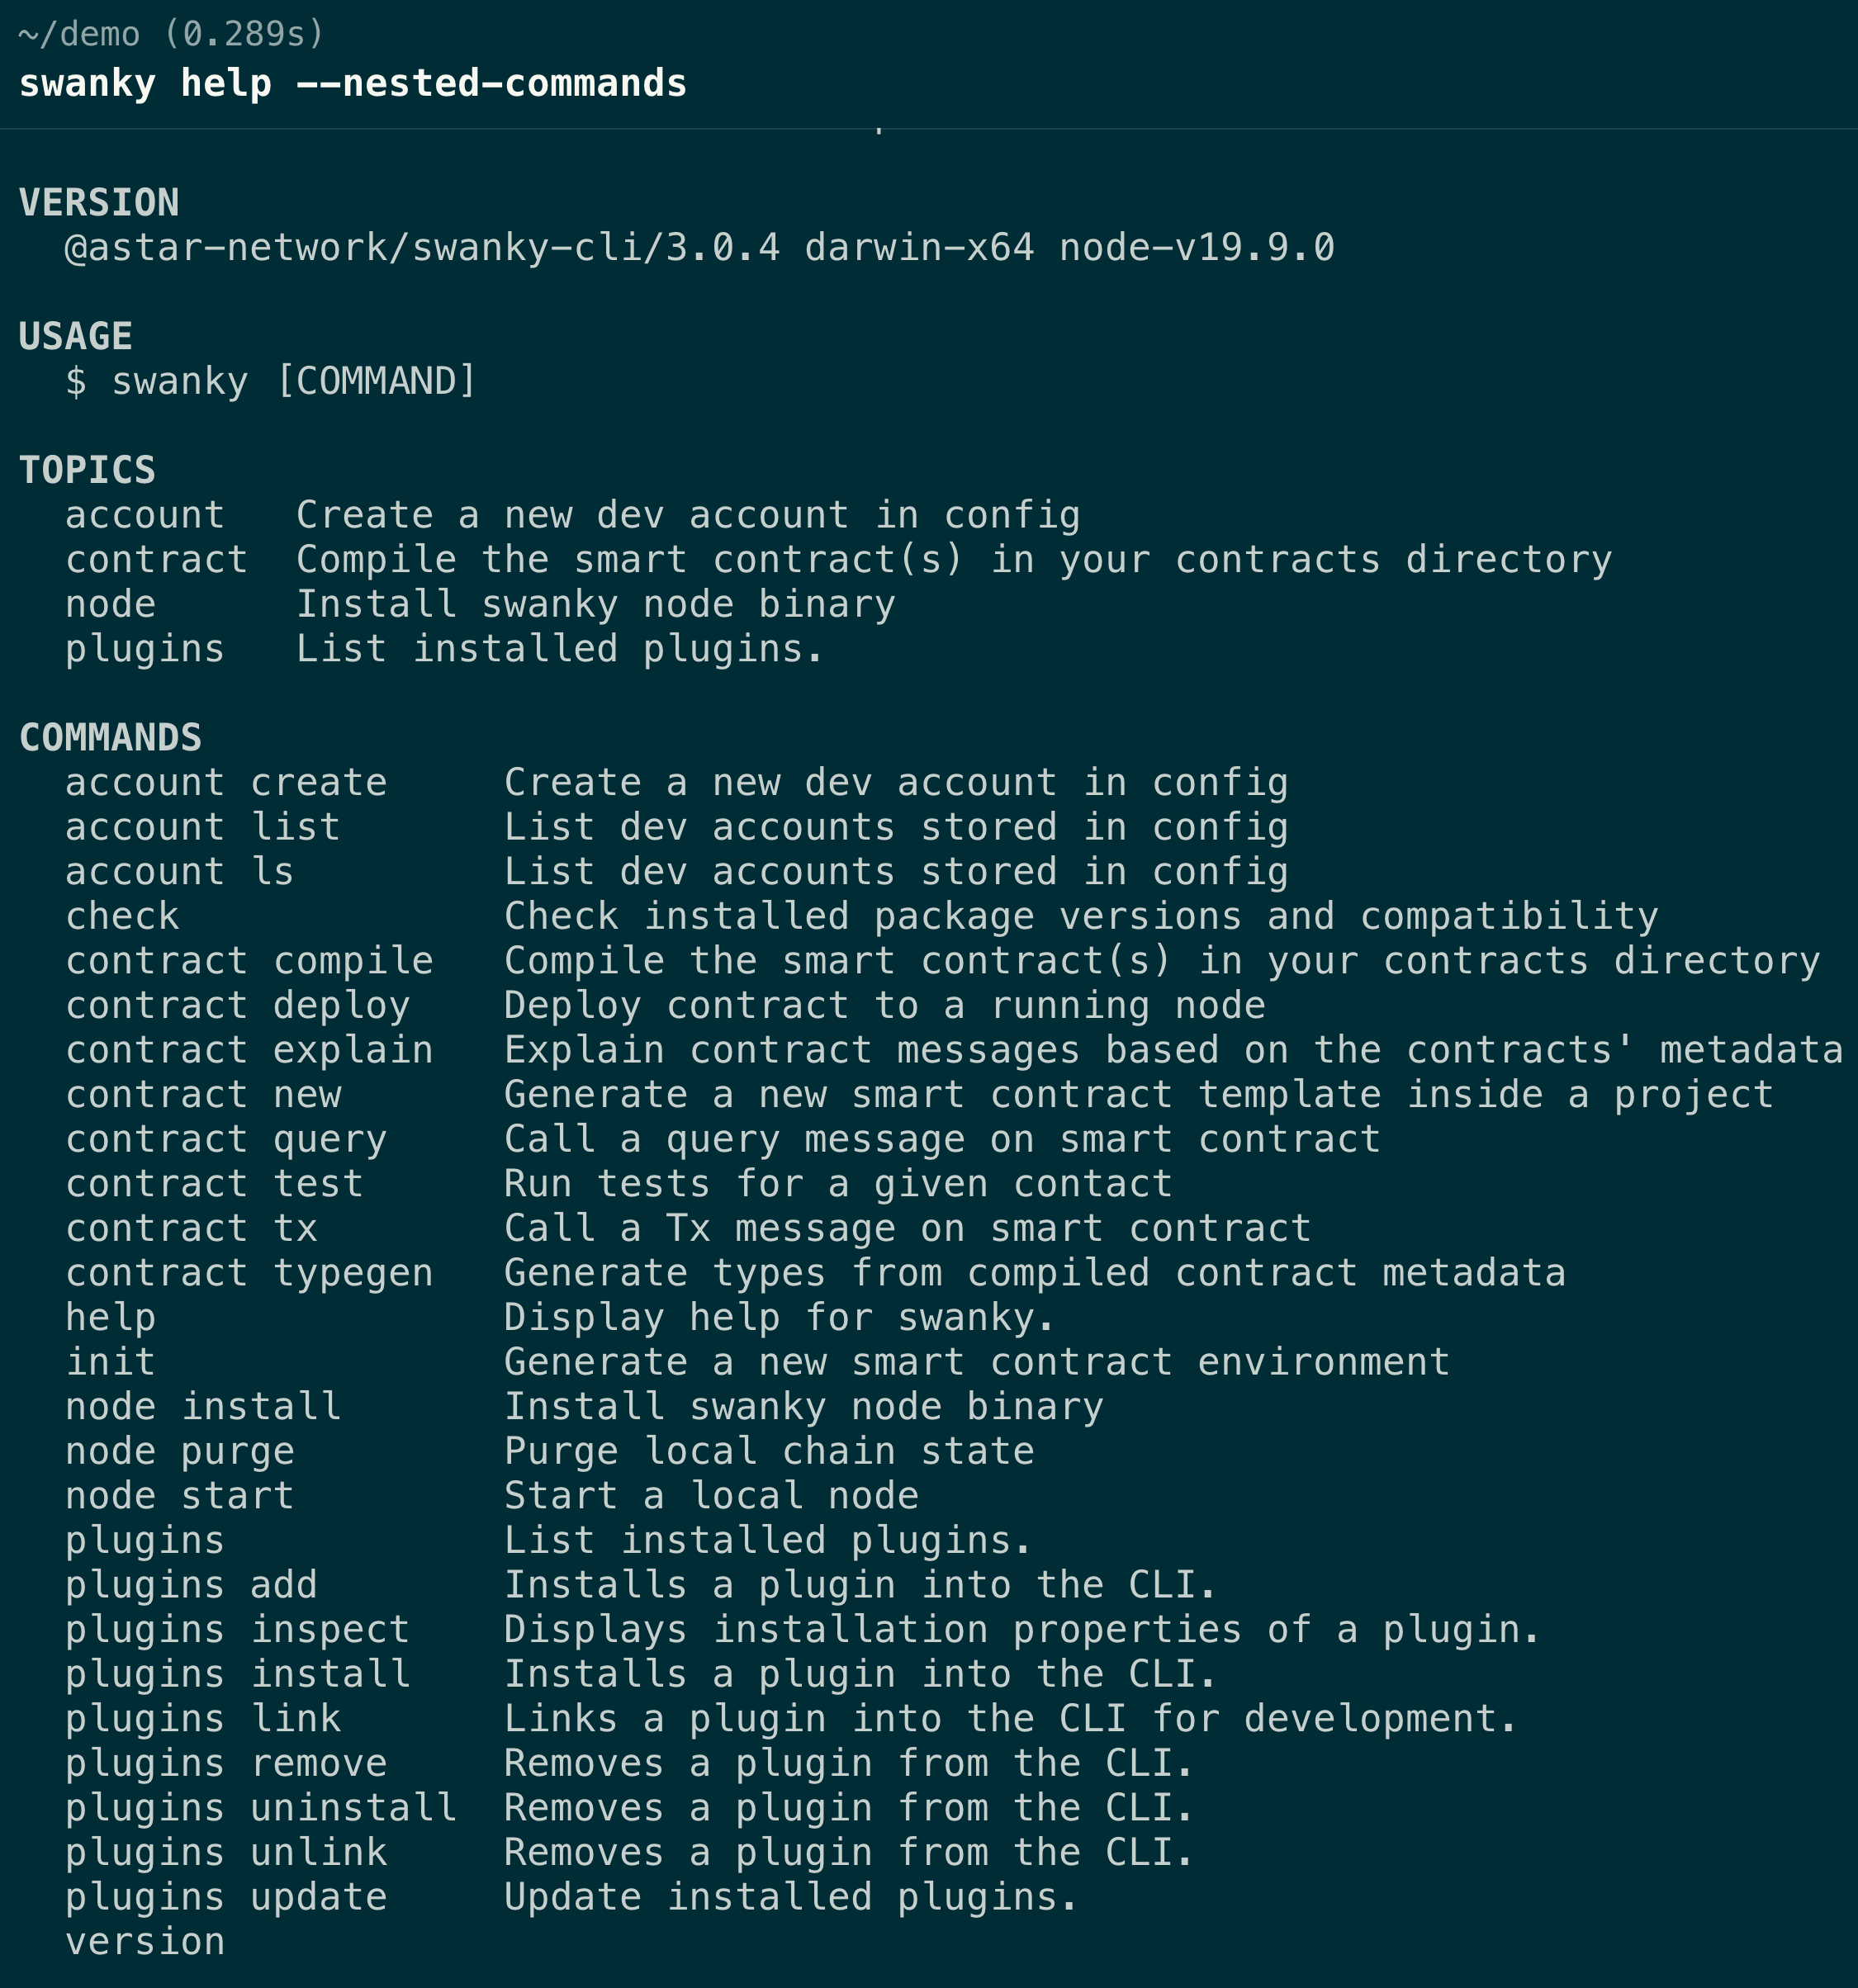 ~/demo (0.289s)
swanky help --nested-commands
VERSION
  @astar-network/swanky-cli/3.0.4 darwin-x64 node-v19.9.0
USAGE
  $ swanky [COMMAND]
TOPICS
  account   Create a new dev account in config
  contract  Compile the smart contract(s) in your contracts directory
  node      Install swanky node binary
  plugins   List installed plugins.
COMMANDS
  account create     Create a new dev account in config
  account list       List dev accounts stored in config
  account ls         List dev accounts stored in config
  check              Check installed package versions and compatibility
  contract compile   Compile the smart contract(s) in your contracts directory
  contract deploy    Deploy contract to a running node
  contract explain   Explain contract messages based on the contracts' metadata
  contract new       Generate a new smart contract template inside a project
  contract query     Call a query message on smart contract
  contract test      Run tests for a given contact
  contract tx        Call a Tx message on smart contract
  contract typegen   Generate types from compiled contract metadata
  help               Display help for swanky.
  init               Generate a new smart contract environment
  node install       Install swanky node binary
  node purge         Purge local chain state
  node start         Start a local node
  plugins            List installed plugins.
  plugins add        Installs a plugin into the CLI.
  plugins inspect    Displays installation properties of a plugin.
  plugins install    Installs a plugin into the CLI.
  plugins link       Links a plugin into the CLI for development.
  plugins remove     Removes a plugin from the CLI.
  plugins uninstall  Removes a plugin from the CLI.
  plugins unlink     Removes a plugin from the CLI.
  plugins update     Update installed plugins.
  version